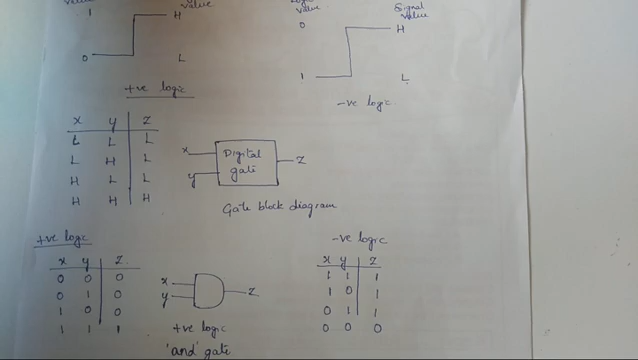 value
1
value
H
0
L
+ve logic
Logic
value
Signal
value
0
H
1
L
-ve logic
x y z
L L L
L H L
H L L
H H H
x
y
Digital
gate
z
Gate block diagram
+ve logic
x y z
0 0 0
0 1 0
1 0 0
1 1 1
x
y
z
+ve logic
'and' gate
-ve logic
x y z
1 1 1
1 0 1
0 1 1
0 0 0